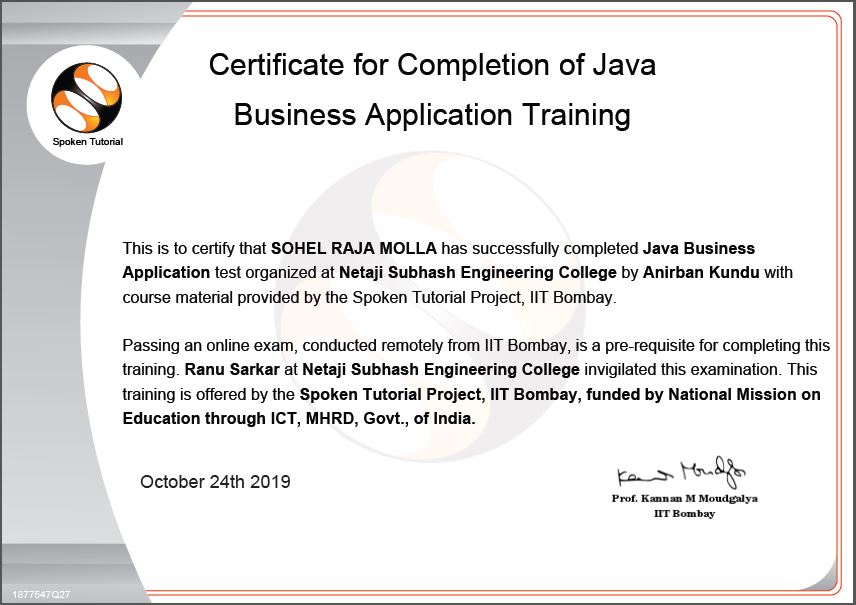 Certificate for Completion of Java
Business Application Training
Spoken Tutorial
This is to certify that SOHEL RAJA MOLLA has successfully completed Java Business
Application test organized at Netaji Subhash Engineering College by Anirban Kundu with
course material provided by the Spoken Tutorial Project, IIT Bombay.
Passing an online exam, conducted remotely from IIT Bombay, is a pre-requisite for completing this
training. Ranu Sarkar at Netaji Subhash Engineering College invigilated this examination. This
training is offered by the Spoken Tutorial Project, IIT Bombay, funded by National Mission on
Education through ICT, MHRD, Govt., of India.
October 24th 2019
Prof. Kannan M Moudgalya
IIT Bombay
1877547Q27